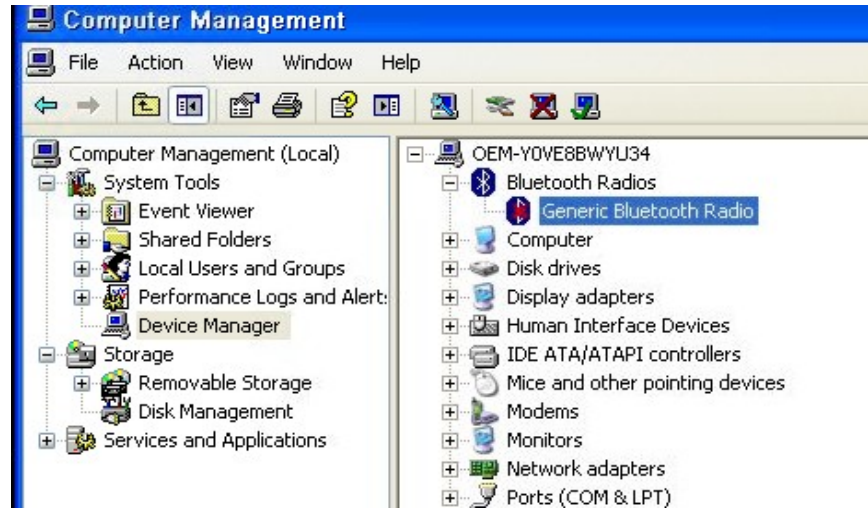 Computer Management
File Action View Window Help
Computer Management (Local)
System Tools
Event Viewer
Shared Folders
Local Users and Groups
Performance Logs and Alert:
Device Manager
Storage
Removable Storage
Disk Management
Services and Applications
OEM-Y0VE8BWYU34
Bluetooth Radios
Generic Bluetooth Radio
Computer
Disk drives
Display adapters
Human Interface Devices
IDE ATA/ATAPI controllers
Mice and other pointing devices
Modems
Monitors
Network adapters
Ports (COM & LPT)